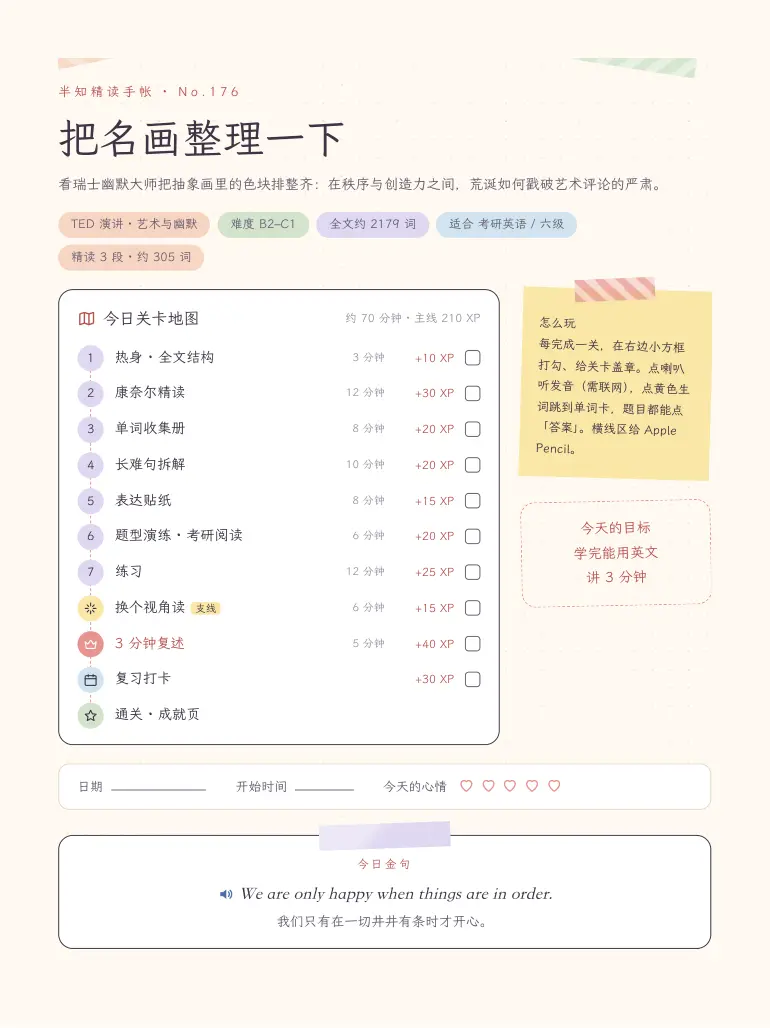 半知精读手帐 · No.176
把名画整理一下
看瑞士幽默大师把抽象画里的色块排整齐：在秩序与创造力之间，荒诞如何戳破艺术评论的严肃。
TED 演讲·艺术与幽默 难度 B2–C1 全文约 2179 词 适合 考研英语 / 六级
精读 3 段·约 305 词
今日关卡地图 约 70 分钟·主线 210 XP
1 热身·全文结构 3 分钟 +10 XP
2 康奈尔精读 12 分钟 +30 XP
3 单词收集册 8 分钟 +20 XP
4 长难句拆解 10 分钟 +20 XP
5 表达贴纸 8 分钟 +15 XP
6 题型演练·考研阅读 6 分钟 +20 XP
7 练习 12 分钟 +25 XP
换个视角读 支线 6 分钟 +15 XP
3 分钟复述 5 分钟 +40 XP
复习打卡 +30 XP
通关·成就页
怎么玩
每完成一关，在右边小方框
打勾、给关卡盖章。点喇叭
听发音（需联网），点黄色生
词跳到单词卡，题目都能点
「答案」。横线区给 Apple
Pencil。
今天的目标
学完能用英文
讲 3 分钟
日期 开始时间 今天的心情
今日金句
We are only happy when things are in order.
我们只有在一切井井有条时才开心。